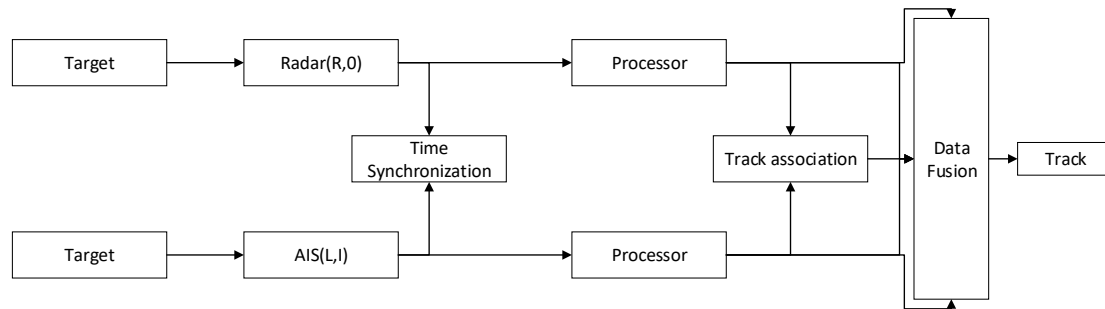 Target
Radar(R,0)
Processor
Time
Synchronization
Track association
Data
Fusion
Track
Target
AIS(L,I)
Processor